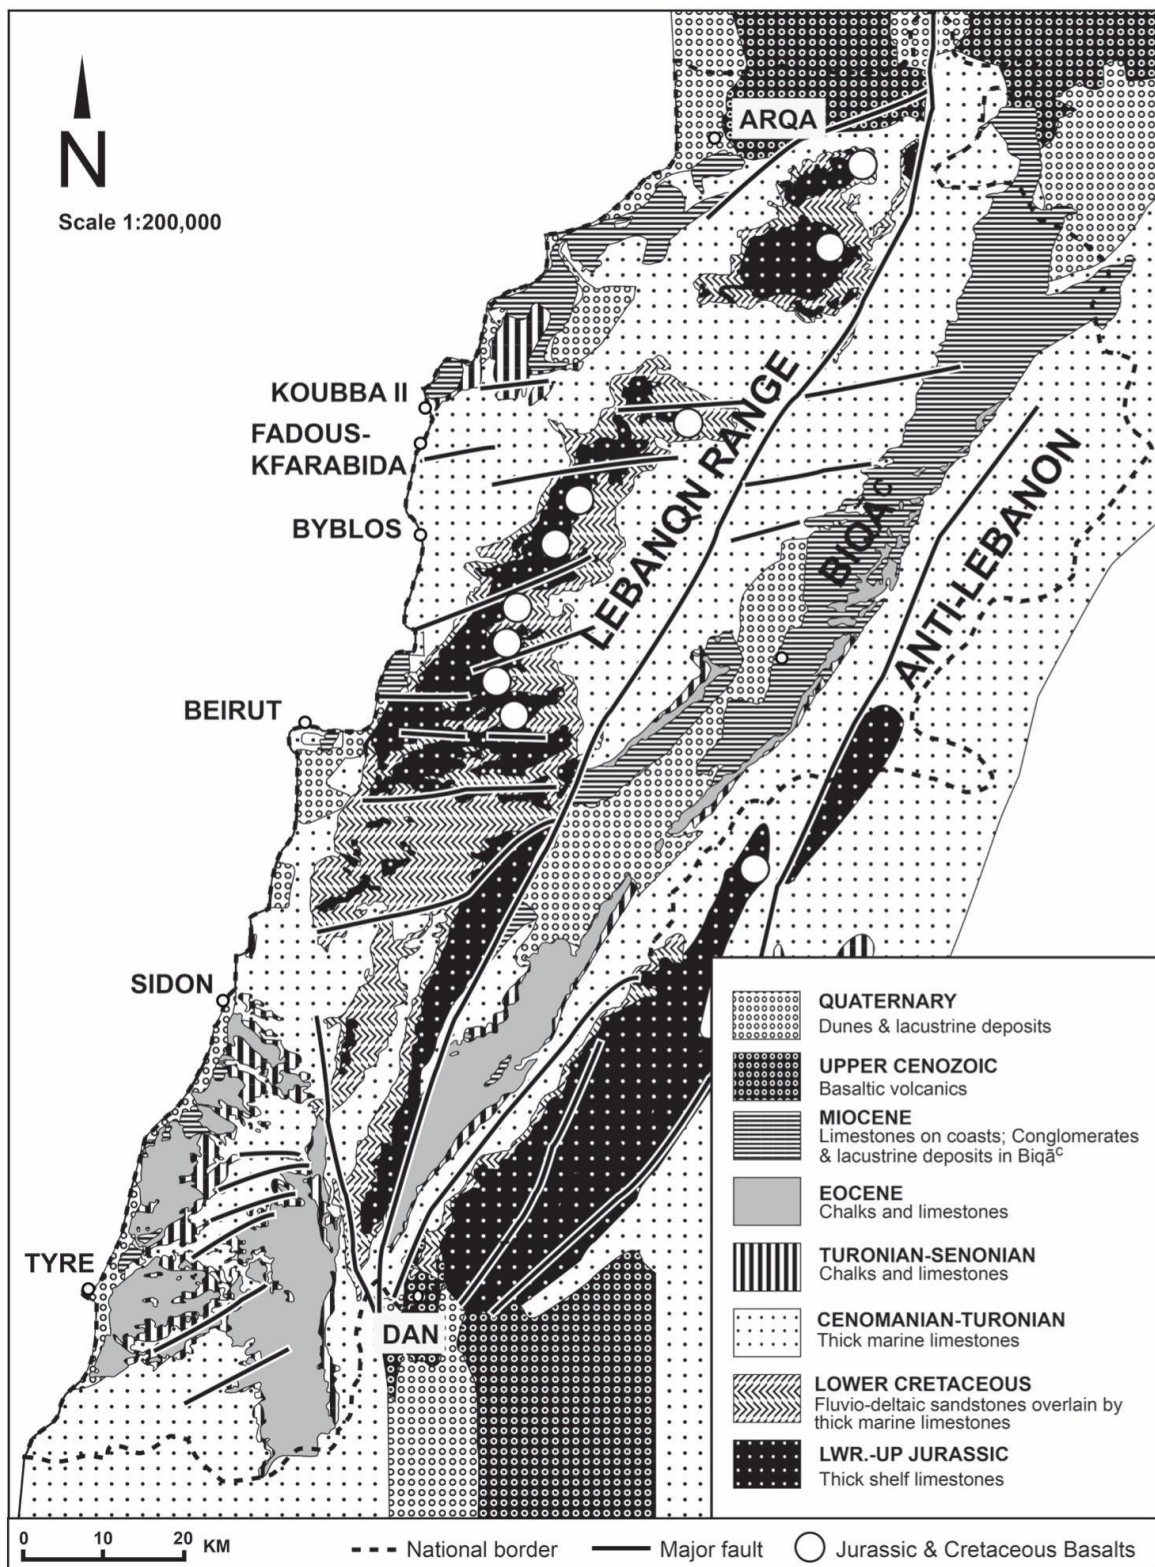 N
Scale 1:200,000
ARQA
KOUBBA II
FADOUS-
KFARABIDA
BYBLOS
LEBANON RANGE
BIQĀᶜ
ANTI-LEBANON
BEIRUT
SIDON
TYRE
DAN
QUATERNARY
Dunes & lacustrine deposits
UPPER CENOZOIC
Basaltic volcanics
MIOCENE
Limestones on coasts; Conglomerates
& lacustrine deposits in Biqāᶜ
EOCENE
Chalks and limestones
TURONIAN-SENONIAN
Chalks and limestones
CENOMANIAN-TURONIAN
Thick marine limestones
LOWER CRETACEOUS
Fluvio-deltaic sandstones overlain by
thick marine limestones
LWR.-UP JURASSIC
Thick shelf limestones
0 10 20 KM
National border
Major fault
Jurassic & Cretaceous Basalts